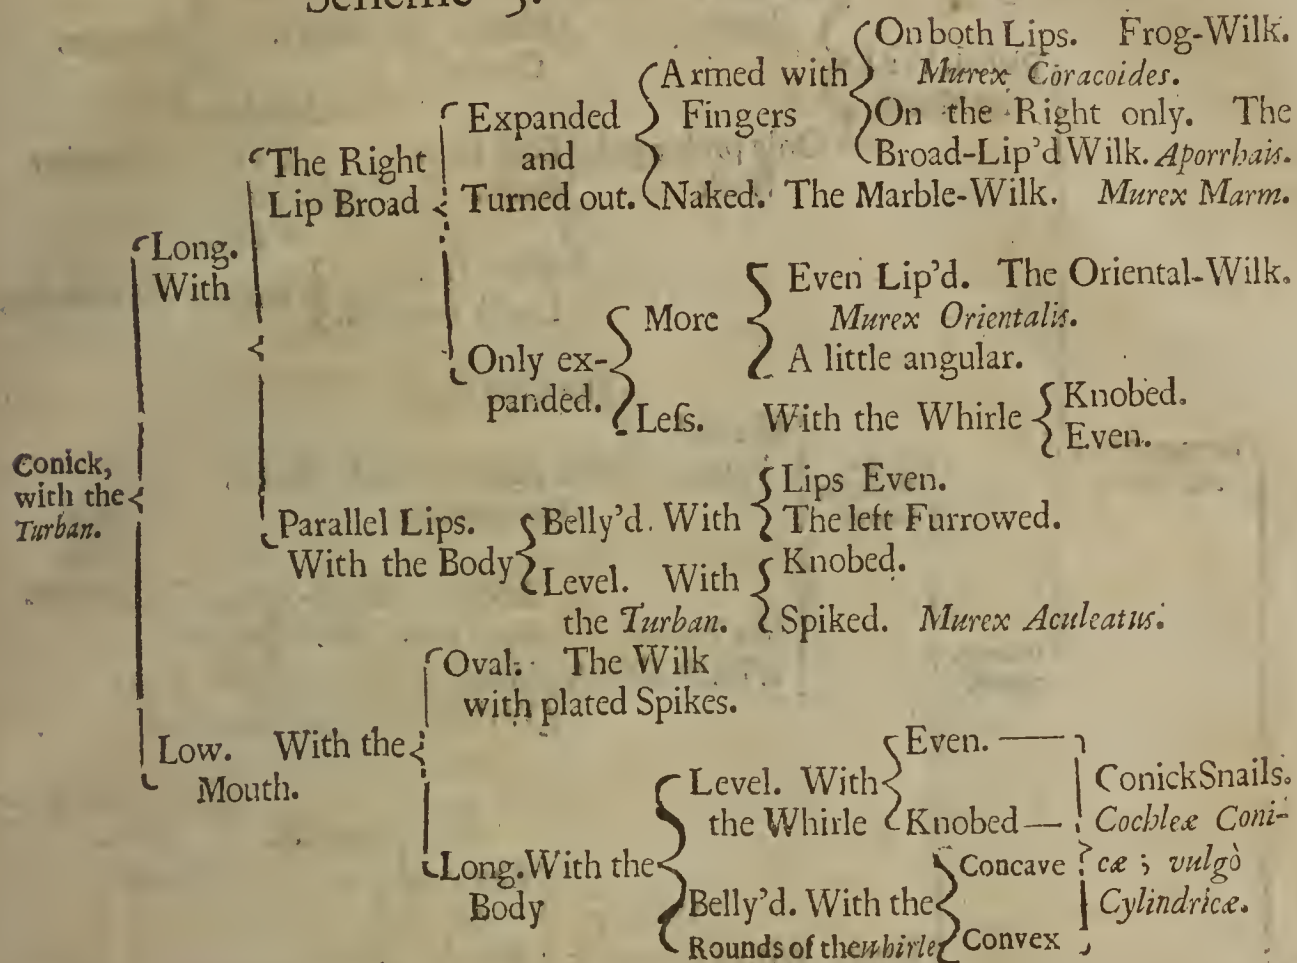 Scheme 3.
On both Lips. Frog-Wilk.
Murex Coracoides.
Armed with
Fingers
On the Right only. The
Broad-Lip'd Wilk. Aporrhais.
Expanded
and
Turned out.
Naked. The Marble-Wilk. Murex Marm.
The Right
Lip Broad
Long.
With
Even Lip'd. The Oriental-Wilk.
Murex Orientalis.
More
A little angular.
Only ex-
panded.
Leſs. With the Whirle
Knobed.
Even.
Conick,
with the
Turban.
Parallel Lips.
With the Body
Belly'd. With
Lips Even.
The left Furrowed.
Level. With
the Turban.
Knobed.
Spiked. Murex Aculeatus.
Oval. The Wilk
with plated Spikes.
Low. With the
Mouth.
Even.
Level. With
the Whirle
Knobed
Long. With the
Body
Belly'd. With the
Rounds of the whirle
Concave
Convex
Conick Snails.
Cochleæ Coni-
cæ ; vulgò
Cylindricæ.